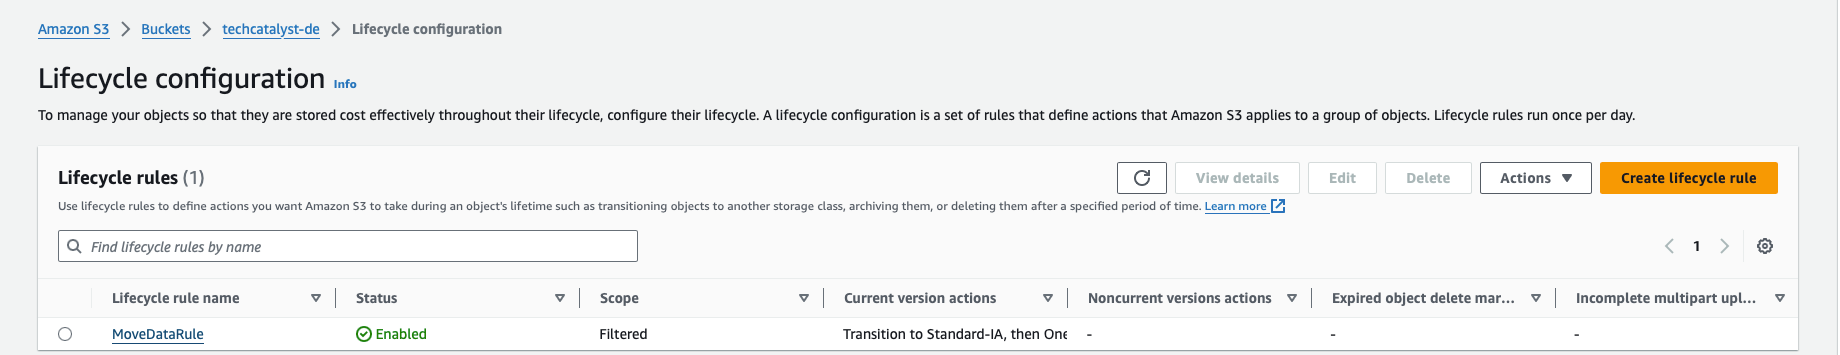 Amazon S3 > Buckets > techcatalyst-de > Lifecycle configuration
Lifecycle configuration Info
To manage your objects so that they are stored cost effectively throughout their lifecycle, configure their lifecycle. A lifecycle configuration is a set of rules that define actions that Amazon S3 applies to a group of objects. Lifecycle rules run once per day.
Lifecycle rules (1) View details Edit Delete Actions Create lifecycle rule
Use lifecycle rules to define actions you want Amazon S3 to take during an object's lifetime such as transitioning objects to another storage class, archiving them, or deleting them after a specified period of time. Learn more
Find lifecycle rules by name < 1 >
Lifecycle rule name Status Scope Current version actions Noncurrent versions actions Expired object delete mar... Incomplete multipart upl...
MoveDataRule Enabled Filtered Transition to Standard-IA, then One - - -